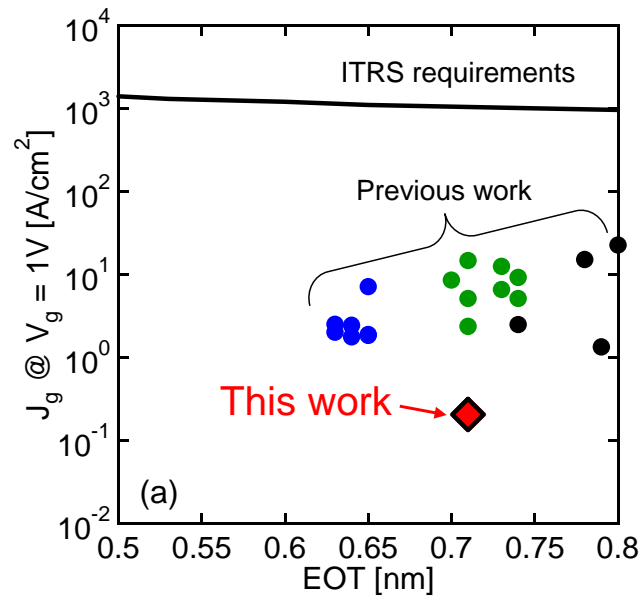 10^4
ITRS requirements
10^3
10^2
Previous work
10^1
10^0
This work
10^-1
(a)
10^-2
0.5 0.55 0.6 0.65 0.7 0.75 0.8
EOT [nm]
J_g @ V_g = 1V [A/cm^2]